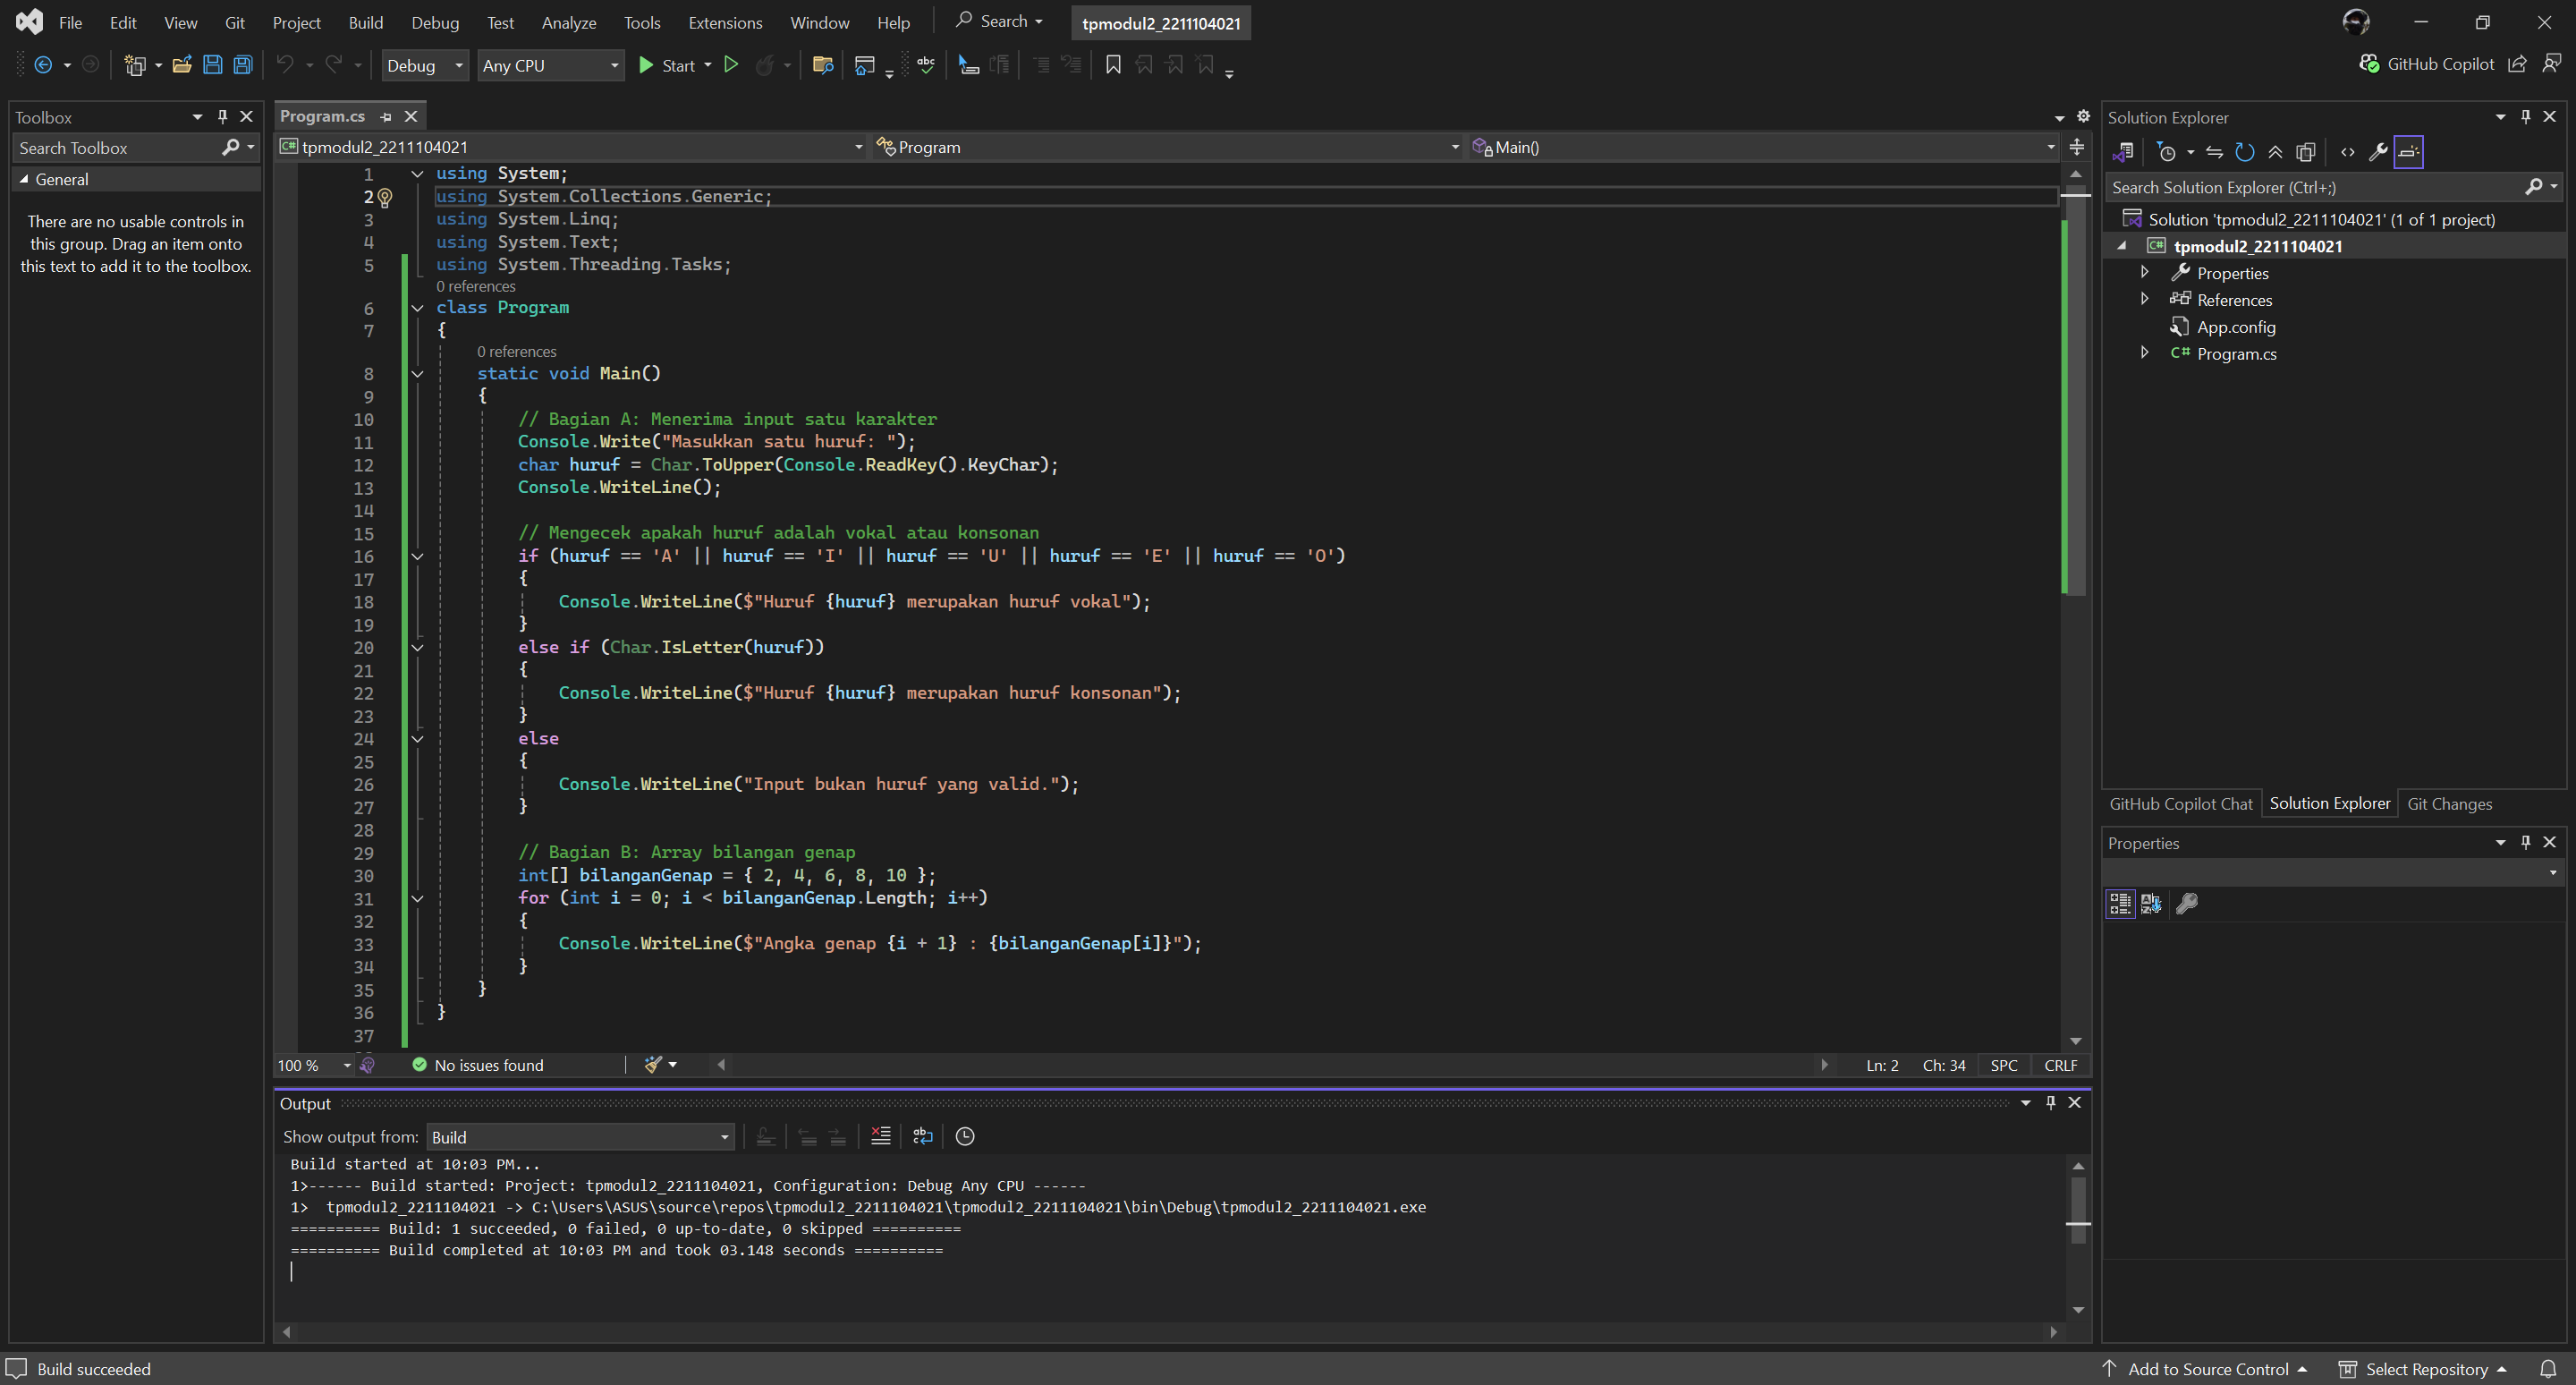 File Edit View Git Project Build Debug Test Analyze Tools Extensions Window Help Search tpmodul2_2211104021
Debug Any CPU Start GitHub Copilot
Toolbox
Search Toolbox
General
There are no usable controls in
this group. Drag an item onto
this text to add it to the toolbox.
Program.cs
tpmodul2_2211104021 Program Main()
1 using System;
2 using System.Collections.Generic;
3 using System.Linq;
4 using System.Text;
5 using System.Threading.Tasks;
0 references
6 class Program
7 {
0 references
8 static void Main()
9 {
10 // Bagian A: Menerima input satu karakter
11 Console.Write("Masukkan satu huruf: ");
12 char huruf = Char.ToUpper(Console.ReadKey().KeyChar);
13 Console.WriteLine();
14
15 // Mengecek apakah huruf adalah vokal atau konsonan
16 if (huruf == 'A' || huruf == 'I' || huruf == 'U' || huruf == 'E' || huruf == 'O')
17 {
18 Console.WriteLine($"Huruf {huruf} merupakan huruf vokal");
19 }
20 else if (Char.IsLetter(huruf))
21 {
22 Console.WriteLine($"Huruf {huruf} merupakan huruf konsonan");
23 }
24 else
25 {
26 Console.WriteLine("Input bukan huruf yang valid.");
27 }
28
29 // Bagian B: Array bilangan genap
30 int[] bilanganGenap = { 2, 4, 6, 8, 10 };
31 for (int i = 0; i < bilanganGenap.Length; i++)
32 {
33 Console.WriteLine($"Angka genap {i + 1} : {bilanganGenap[i]}");
34 }
35 }
36 }
37
100 % No issues found Ln: 2 Ch: 34 SPC CRLF
Output
Show output from: Build
Build started at 10:03 PM...
1>------ Build started: Project: tpmodul2_2211104021, Configuration: Debug Any CPU ------
1>  tpmodul2_2211104021 -> C:\Users\ASUS\source\repos\tpmodul2_2211104021\tpmodul2_2211104021\bin\Debug\tpmodul2_2211104021.exe
========== Build: 1 succeeded, 0 failed, 0 up-to-date, 0 skipped ==========
========== Build completed at 10:03 PM and took 03.148 seconds ==========
Solution Explorer
Search Solution Explorer (Ctrl+;)
Solution 'tpmodul2_2211104021' (1 of 1 project)
tpmodul2_2211104021
Properties
References
App.config
C# Program.cs
GitHub Copilot Chat Solution Explorer Git Changes
Properties
Build succeeded Add to Source Control Select Repository